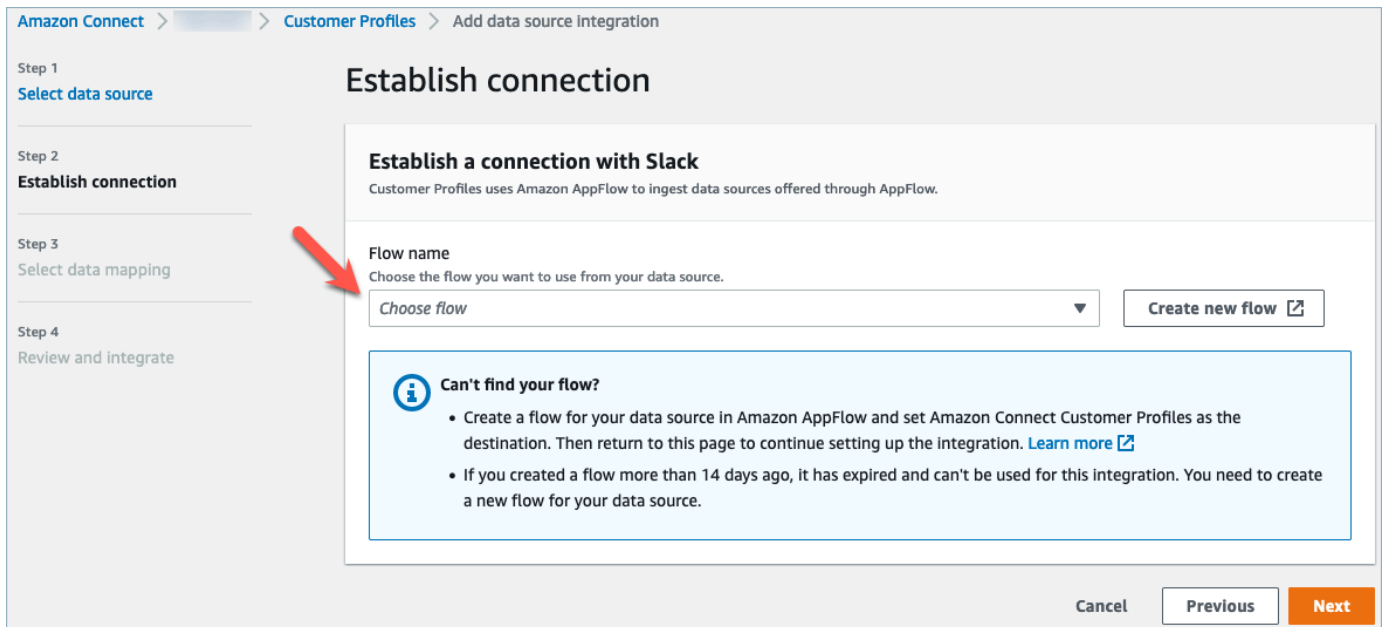 Amazon Connect > > Customer Profiles > Add data source integration
Step 1
Select data source
Step 2
Establish connection
Step 3
Select data mapping
Step 4
Review and integrate
Establish connection
Establish a connection with Slack
Customer Profiles uses Amazon AppFlow to ingest data sources offered through AppFlow.
Flow name
Choose the flow you want to use from your data source.
Choose flow
Create new flow
Can't find your flow?
• Create a flow for your data source in Amazon AppFlow and set Amazon Connect Customer Profiles as the
destination. Then return to this page to continue setting up the integration. Learn more
• If you created a flow more than 14 days ago, it has expired and can't be used for this integration. You need to create
a new flow for your data source.
Cancel Previous Next